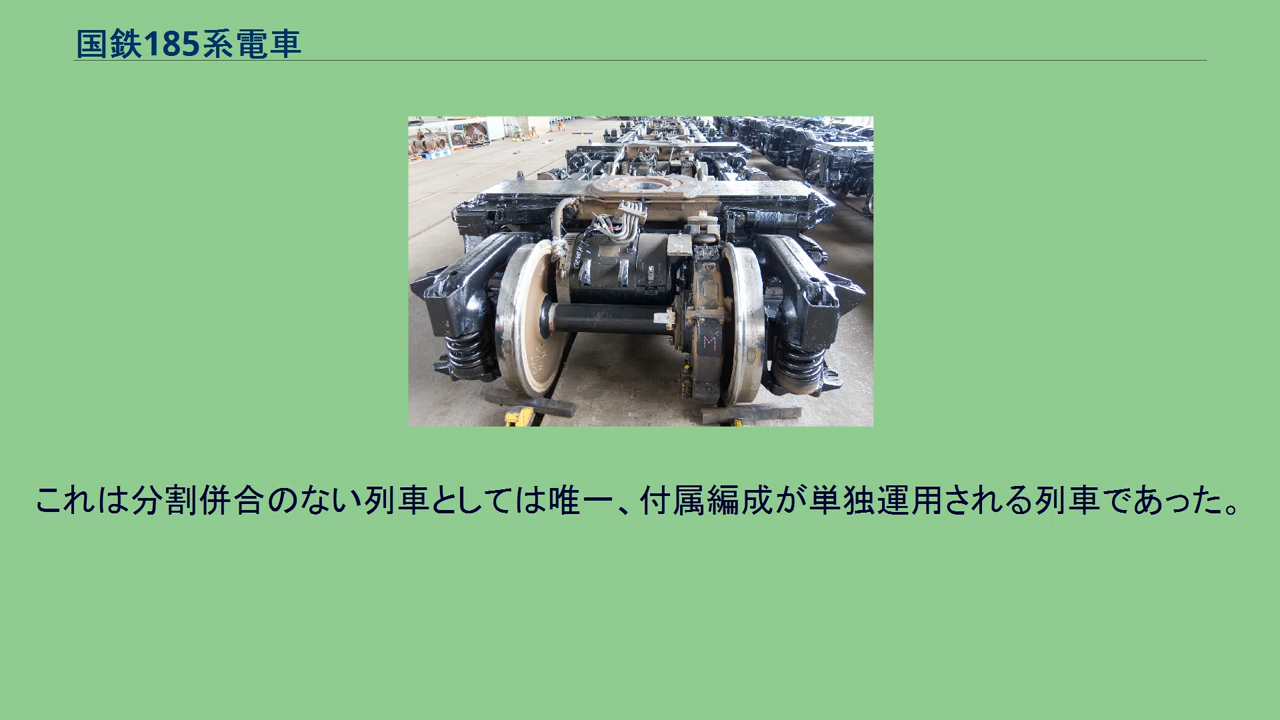 国鉄185系電車
M
これは分割併合のない列車としては唯一、付属編成が単独運用される列車であった。